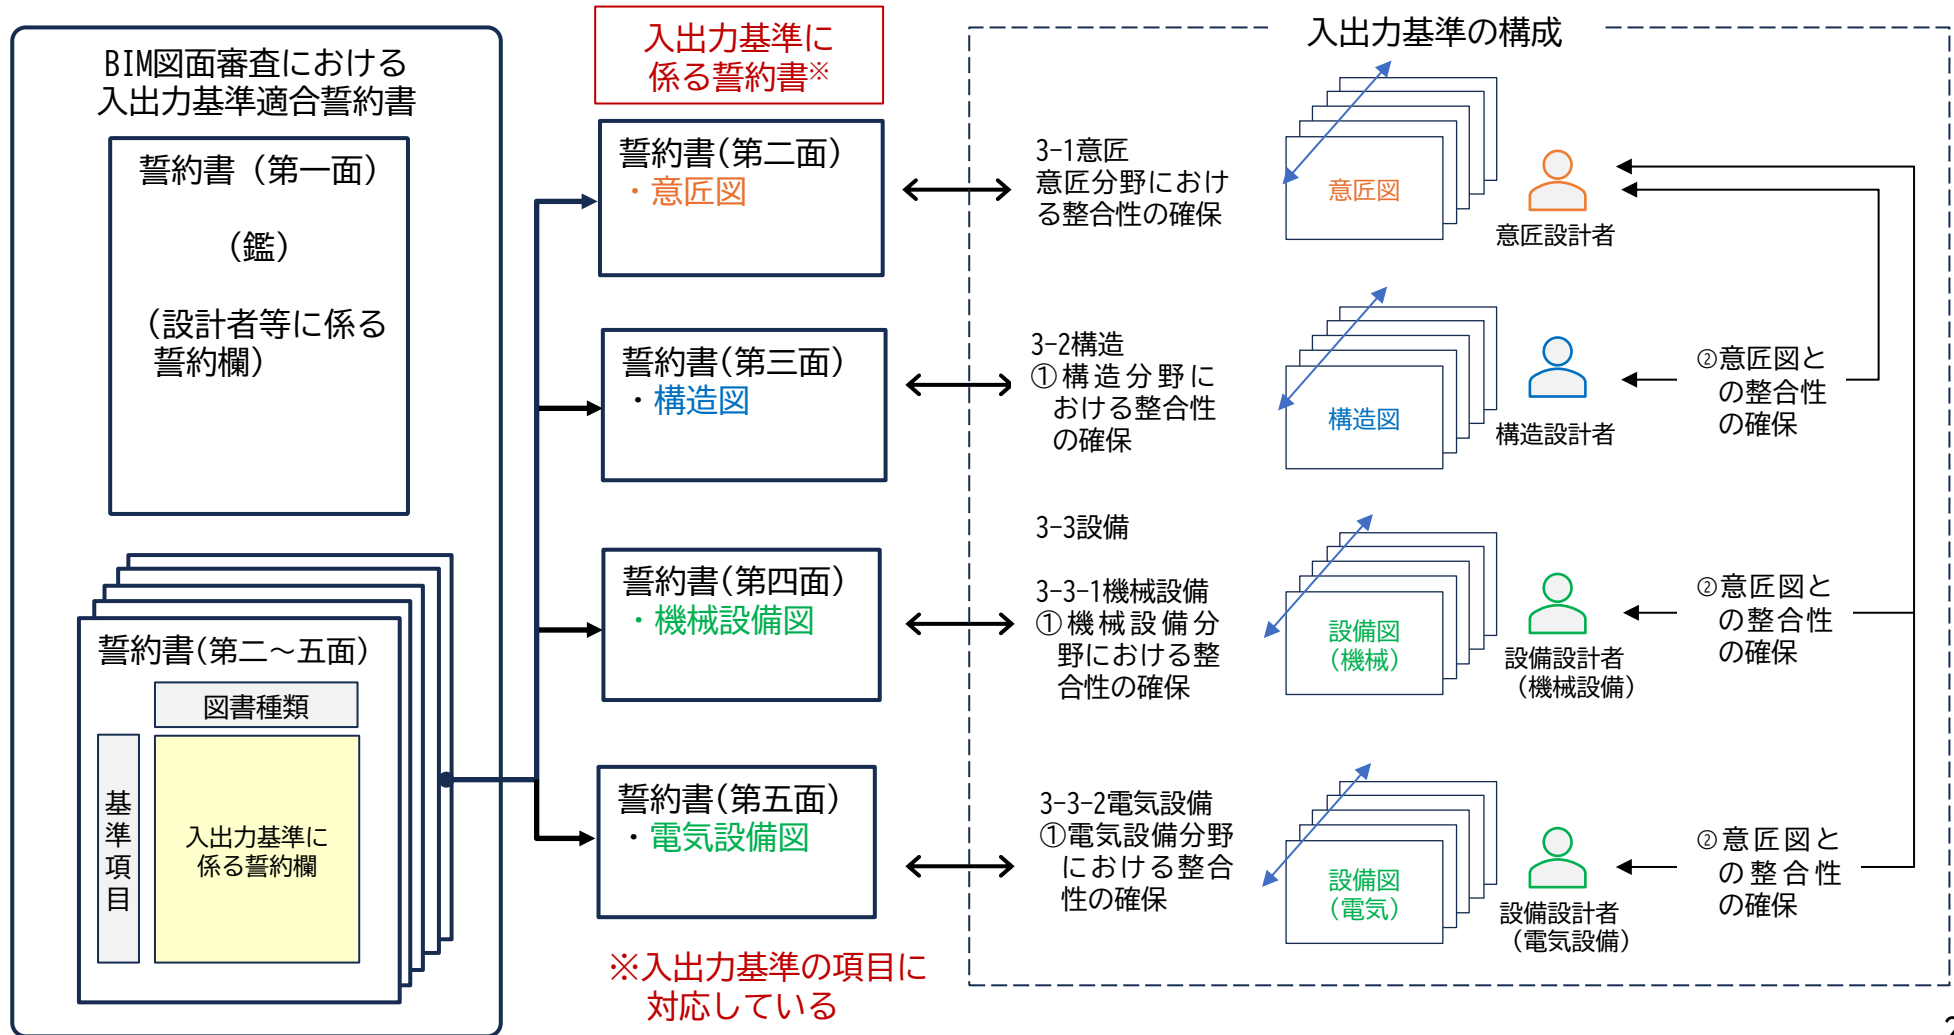 BIM図面審査における
入出力基準適合誓約書
誓約書（第一面）
（鑑）
（設計者等に係る
誓約欄）
誓約書(第二～五面)
図書種類
基準項目
入出力基準に
係る誓約欄
入出力基準に
係る誓約書※
誓約書(第二面)
・意匠図
誓約書(第三面)
・構造図
誓約書(第四面)
・機械設備図
誓約書(第五面)
・電気設備図
※入出力基準の項目に
対応している
入出力基準の構成
3-1意匠
意匠分野におけ
る整合性の確保
意匠図
意匠設計者
3-2構造
①構造分野に
おける整合性
の確保
構造図
構造設計者
②意匠図と
の整合性
の確保
3-3設備
3-3-1機械設備
①機械設備分
野における整
合性の確保
設備図
（機械）
設備設計者
（機械設備）
②意匠図と
の整合性
の確保
3-3-2電気設備
①電気設備分野
における整合
性の確保
設備図
（電気）
設備設計者
（電気設備）
②意匠図と
の整合性
の確保